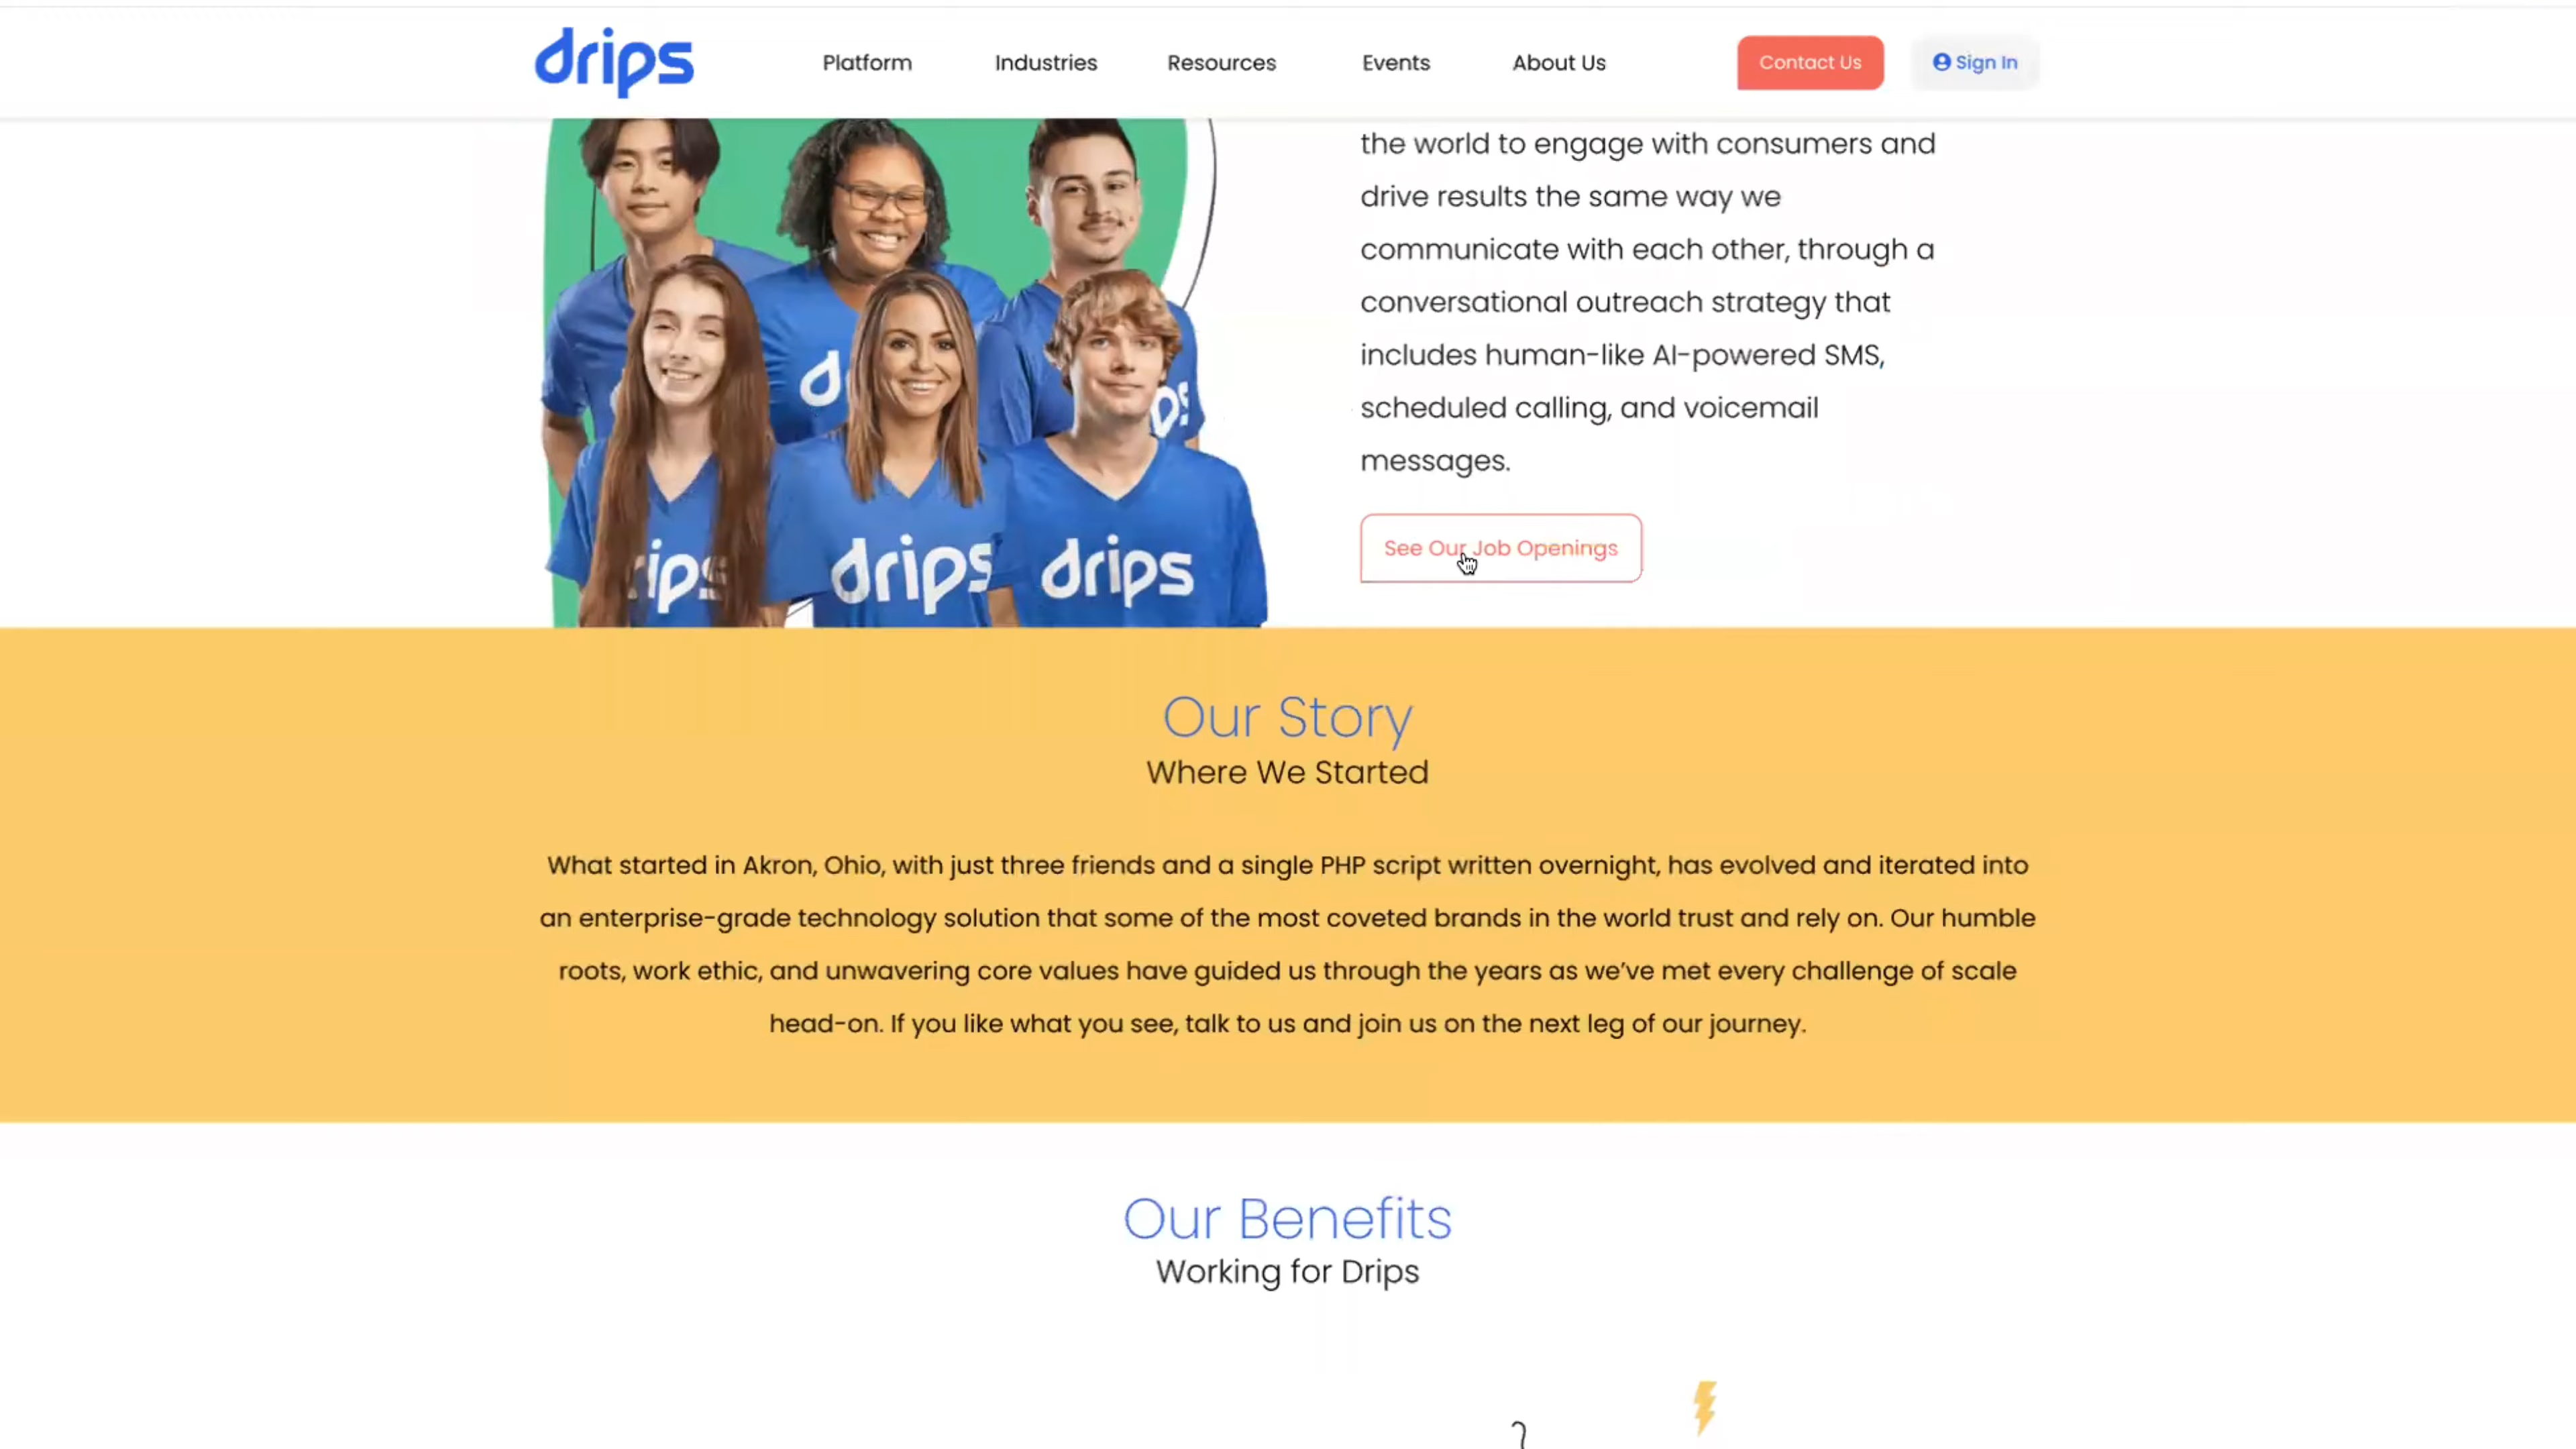 drips
Platform
Industries
Resources
Events
About Us
Contact Us
Sign In
the world to engage with consumers and
drive results the same way we
communicate with each other, through a
conversational outreach strategy that
includes human-like AI-powered SMS,
scheduled calling, and voicemail
messages.
See Our Job Openings
d
ps
rips
drips
drips
Our Story
Where We Started
What started in Akron, Ohio, with just three friends and a single PHP script written overnight, has evolved and iterated into
an enterprise-grade technology solution that some of the most coveted brands in the world trust and rely on. Our humble
roots, work ethic, and unwavering core values have guided us through the years as we've met every challenge of scale
head-on. If you like what you see, talk to us and join us on the next leg of our journey.
Our Benefits
Working for Drips